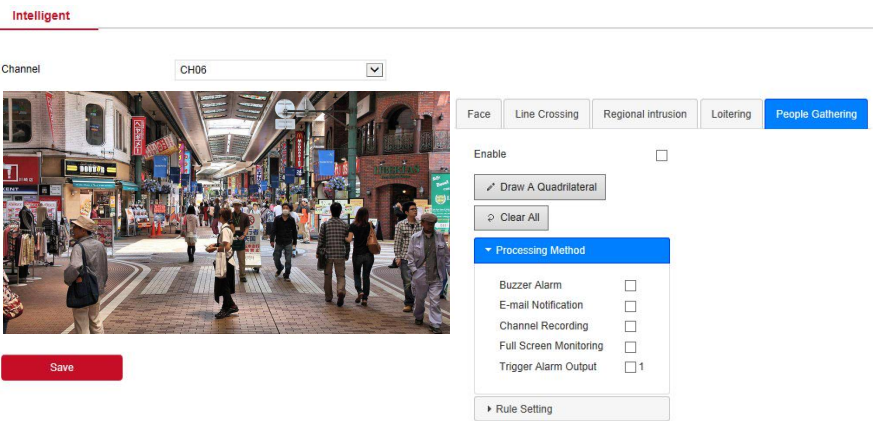 Intelligent
Channel
CH06
Face
Line Crossing
Regional intrusion
Loitering
People Gathering
Enable
Draw A Quadrilateral
Clear All
Processing Method
Buzzer Alarm
E-mail Notification
Channel Recording
Full Screen Monitoring
Trigger Alarm Output
1
Rule Setting
Save